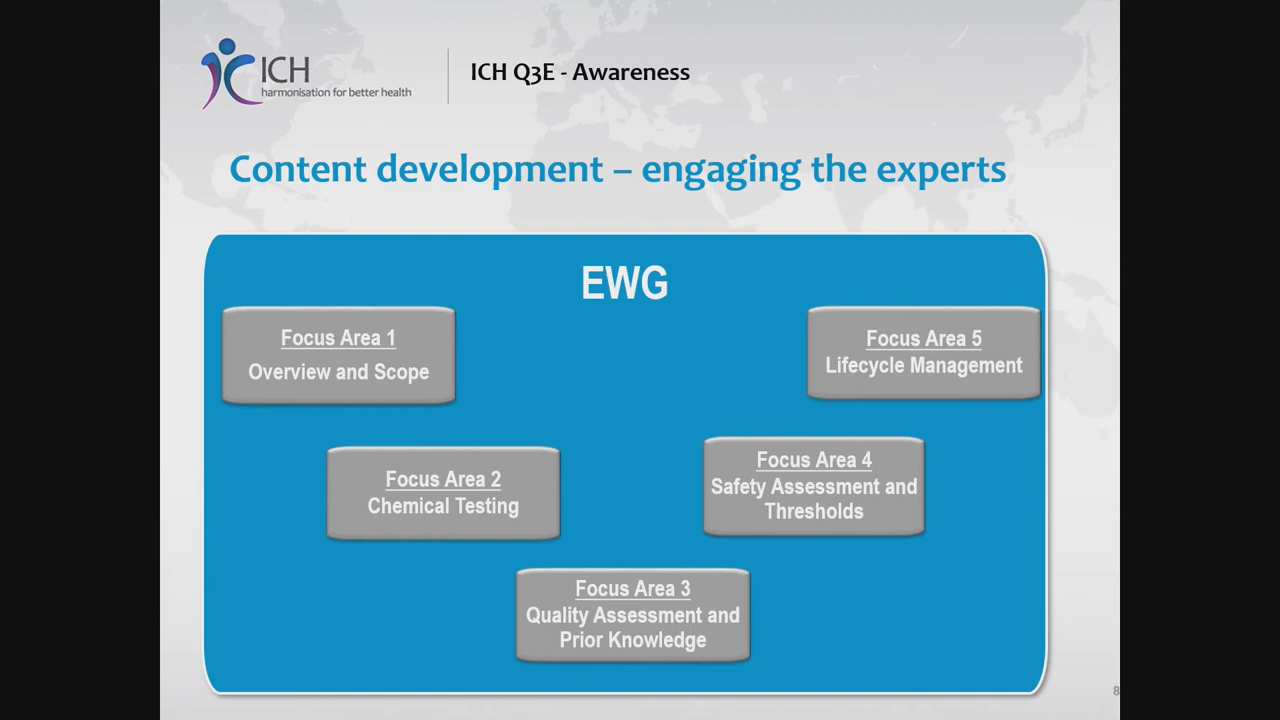 ICH
harmonisation for better health
ICH Q3E - Awareness
Content development – engaging the experts
EWG
Focus Area 1
Overview and Scope
Focus Area 5
Lifecycle Management
Focus Area 2
Chemical Testing
Focus Area 4
Safety Assessment and
Thresholds
Focus Area 3
Quality Assessment and
Prior Knowledge
8